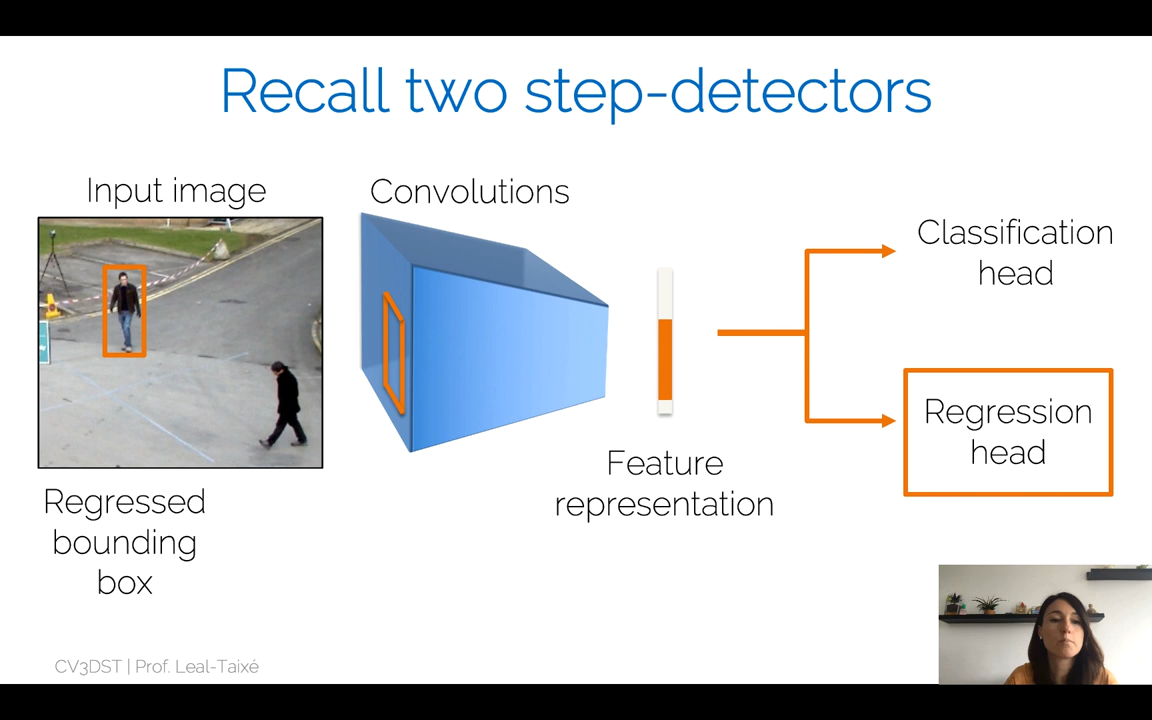 Recall two step-detectors
Input image
Convolutions
Classification
head
Regression
head
Feature
representation
Regressed
bounding
box
CV3DST | Prof. Leal-Taixé